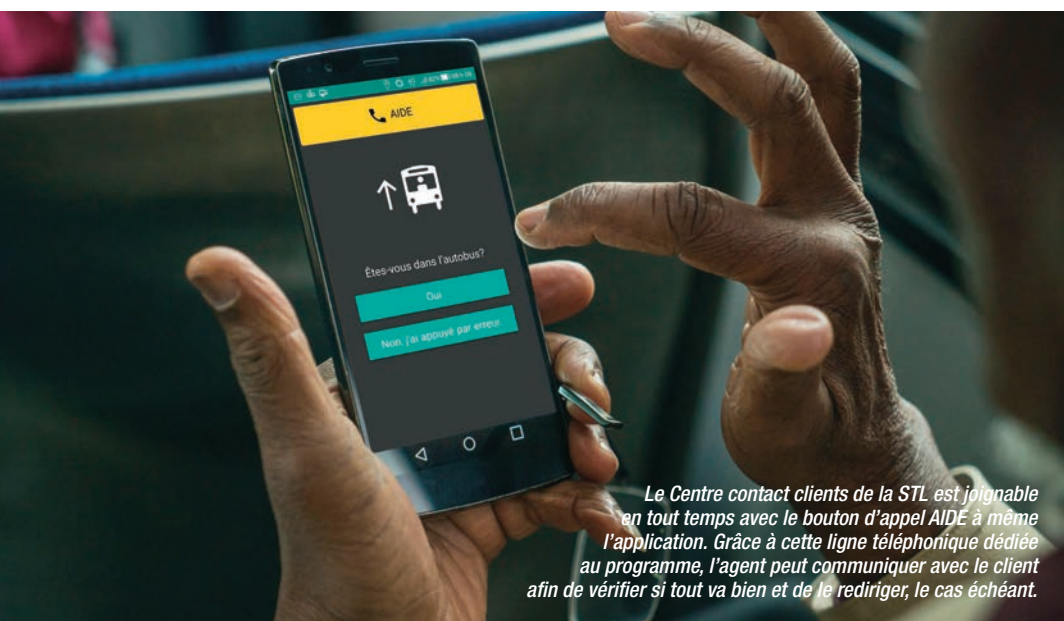 AIDE
Êtes-vous dans l'autobus?
Oui
Non, j'ai appuyé par erreur.
Le Centre contact clients de la STL est joignable
en tout temps avec le bouton d'appel AIDE à même
l'application. Grâce à cette ligne téléphonique dédiée
au programme, l'agent peut communiquer avec le client
afin de vérifier si tout va bien et de le rediriger, le cas échéant.